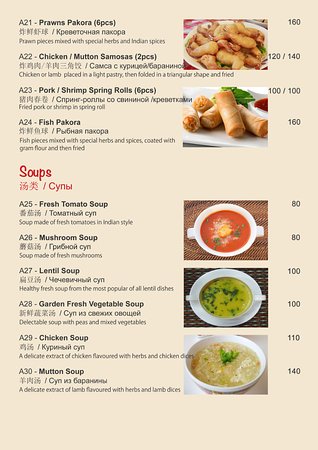 A21 - Prawns Pakora (6pcs) 160
炸鲜虾球 / Креветочная пакора
Prawn pieces mixed with special herbs and Indian spices
A22 - Chicken / Mutton Samosas (2pcs) 120 / 140
炸鸡肉/羊肉三角饺 / Самса с курицей/бараниной
Chicken or lamb placed in a light pastry, then folded in a triangular shape and fried
A23 - Pork / Shrimp Spring Rolls (6pcs) 100 / 100
猪肉春卷 / Спринг-роллы со свининой /креветками
Fried pork or shrimp in spring roll
A24 - Fish Pakora 160
炸鲜鱼球 / Рыбная пакора
Fish pieces mixed with special herbs and spices, coated with
gram flour and then fried
Soups
汤类 / Супы
A25 - Fresh Tomato Soup 80
番茄汤 / Томатный суп
Soup made of fresh tomatoes in Indian style
A26 - Mushroom Soup 80
蘑菇汤 / Грибной суп
Soup made of fresh mushrooms
A27 - Lentil Soup 100
扁豆汤 / Чечевичный суп
Healthy fresh soup from the most popular of all lentil dishes
A28 - Garden Fresh Vegetable Soup 100
新鲜蔬菜汤 / Суп из свежих овощей
Delectable soup with peas and mixed vegetables
A29 - Chicken Soup 110
鸡汤 / Куриный суп
A delicate extract of chicken flavoured with herbs and chicken dices
A30 - Mutton Soup 140
羊肉汤 / Суп из баранины
A delicate extract of lamb flavoured with herbs and lamb dices